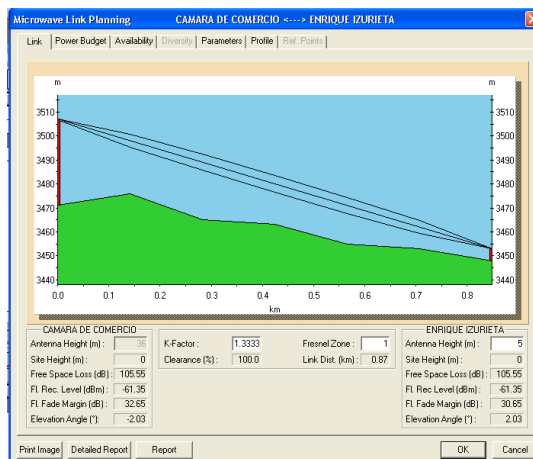 Microwave Link Planning CAMARA DE COMERCIO <---> ENRIQUE IZURIETA
Link Power Budget Availability Diversity Parameters Profile Ref. Points
m m
3510 3510
3500 3500
3490 3490
3480 3480
3470 3470
3460 3460
3450 3450
3440 3440
0.0 0.1 0.2 0.3 0.4 0.5 0.6 0.7 0.8
km
CAMARA DE COMERCIO
Antenna Height (m) : 36
Site Height (m) : 0
Free Space Loss (dB) : 105.55
Fl. Rec. Level (dBm) : -61.35
Fl. Fade Margin (dB) : 32.65
Elevation Angle (°): -2.03
K-Factor : 1.3333
Fresnel Zone : 1
Clearance (%) : 100.0
Link Dist. (km) : 0.87
ENRIQUE IZURIETA
Antenna Height (m) : 5
Site Height (m) : 0
Free Space Loss (dB) : 105.55
Fl. Rec. Level (dBm) : -61.35
Fl. Fade Margin (dB) : 30.65
Elevation Angle (°): 2.03
Print Image Detailed Report Report OK Cancel